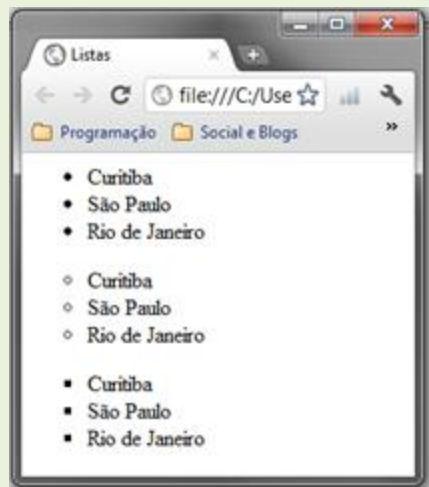 Listas
file:///C:/Use
Programação Social e Blogs »
• Curitiba
• São Paulo
• Rio de Janeiro
◦ Curitiba
◦ São Paulo
◦ Rio de Janeiro
▪ Curitiba
▪ São Paulo
▪ Rio de Janeiro